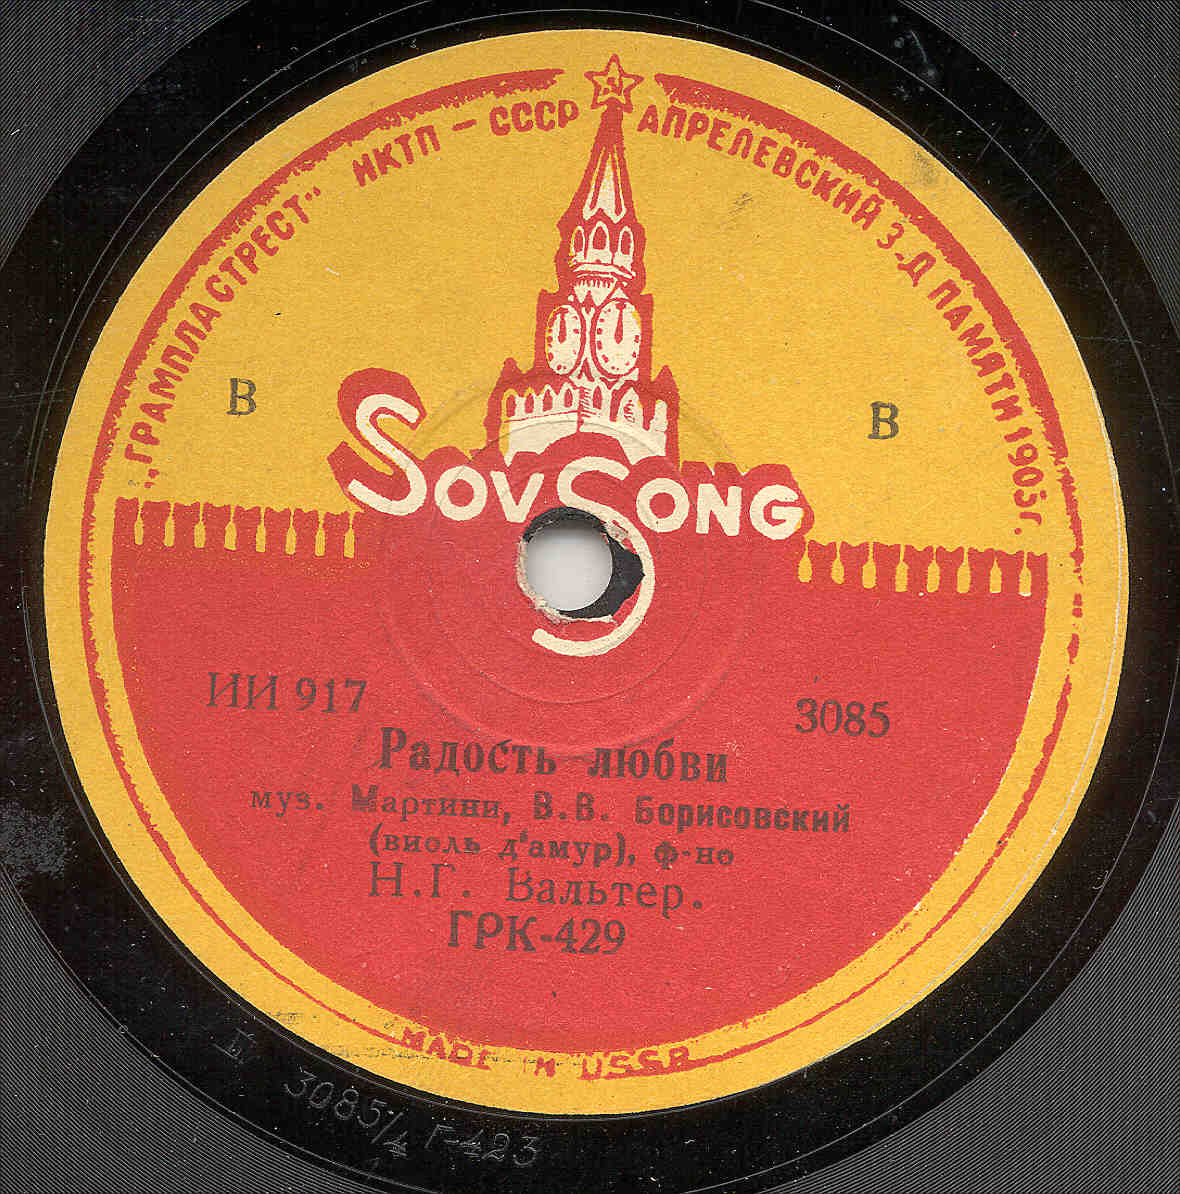 „ГРАМПЛАСТРЕСТ“ НКТП – СССР АПРЕЛЕВСКИЙ З-Д ПАМЯТИ 1905 г.
В В
SovSong
ИИ 917 3085
Радость любви
муз. Мартини, В.В. Борисовский
(виоль д'амур), ф-но
Н.Г. Вальтер.
ГРК-429
MADE IN USSR
3085/4 Г-423